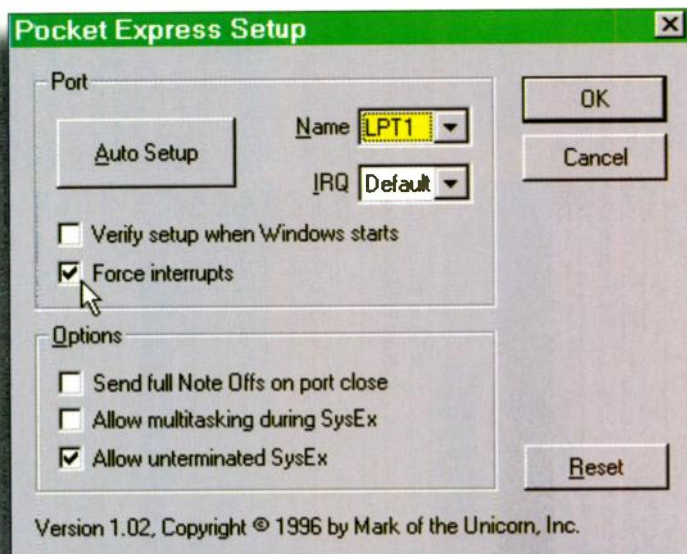 Pocket Express Setup
Port
Auto Setup
Name LPT1
IRQ Default
Verify setup when Windows starts
Force interrupts
Options
Send full Note Offs on port close
Allow multitasking during SysEx
Allow unterminated SysEx
OK
Cancel
Reset
Version 1.02, Copyright © 1996 by Mark of the Unicorn, Inc.